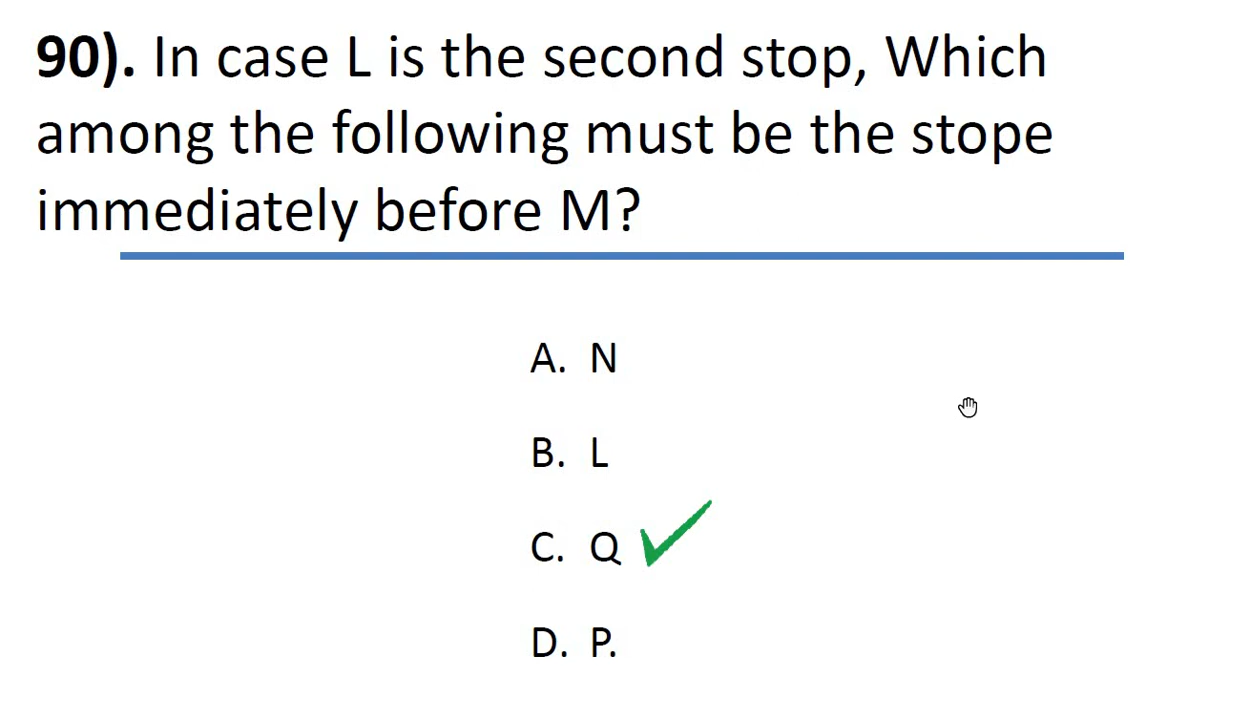 90). In case L is the second stop, Which
among the following must be the stope
immediately before M?
A. N
B. L
C. Q
D. P.